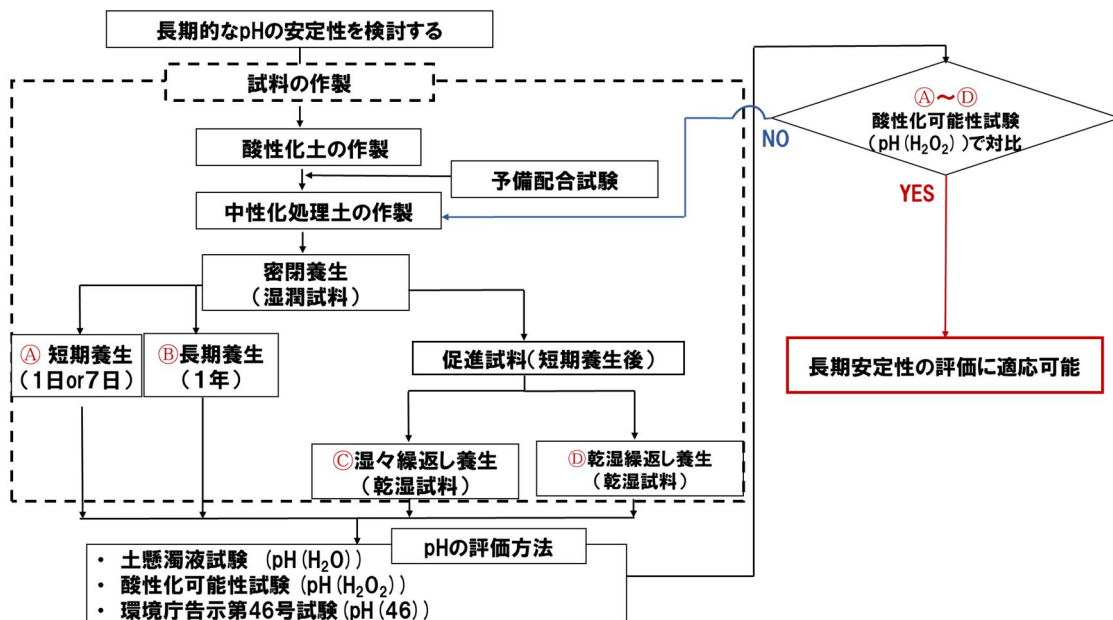 長期的なpHの安定性を検討する
試料の作製
酸性化土の作製
予備配合試験
中性化処理土の作製
密閉養生
(湿潤試料)
Ⓐ 短期養生
(1日or7日)
Ⓑ長期養生
(1年)
促進試料(短期養生後)
Ⓒ湿々繰返し養生
(乾湿試料)
Ⓓ乾湿繰返し養生
(乾湿試料)
pHの評価方法
• 土懸濁液試験 (pH(H₂O))
• 酸性化可能性試験(pH(H₂O₂))
• 環境庁告示第46号試験(pH(46))
Ⓐ～Ⓓ
酸性化可能性試験
(pH(H₂O₂))で対比
NO
YES
長期安定性の評価に適応可能